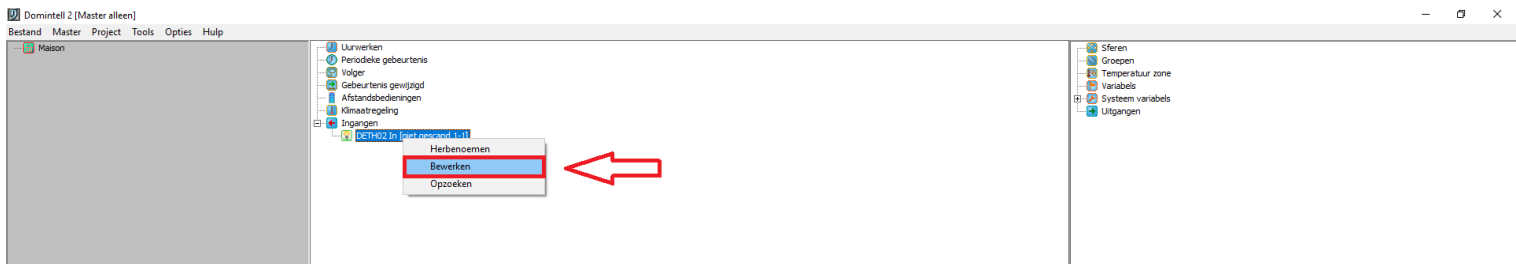 Domintell 2 [Master alleen]
Bestand Master Project Tools Opties Hulp
Maison
Uurwerken
Periodieke gebeurtenis
Volger
Gebeurtenis gewijzigd
Afstandsbedieningen
Klimaatregeling
Ingangen
DETH02 In [niet gescand 1-1]
Herbenoemen
Bewerken
Opzoeken
Sferen
Groepen
Temperatuur zone
Variabels
Systeem variabels
Uitgangen